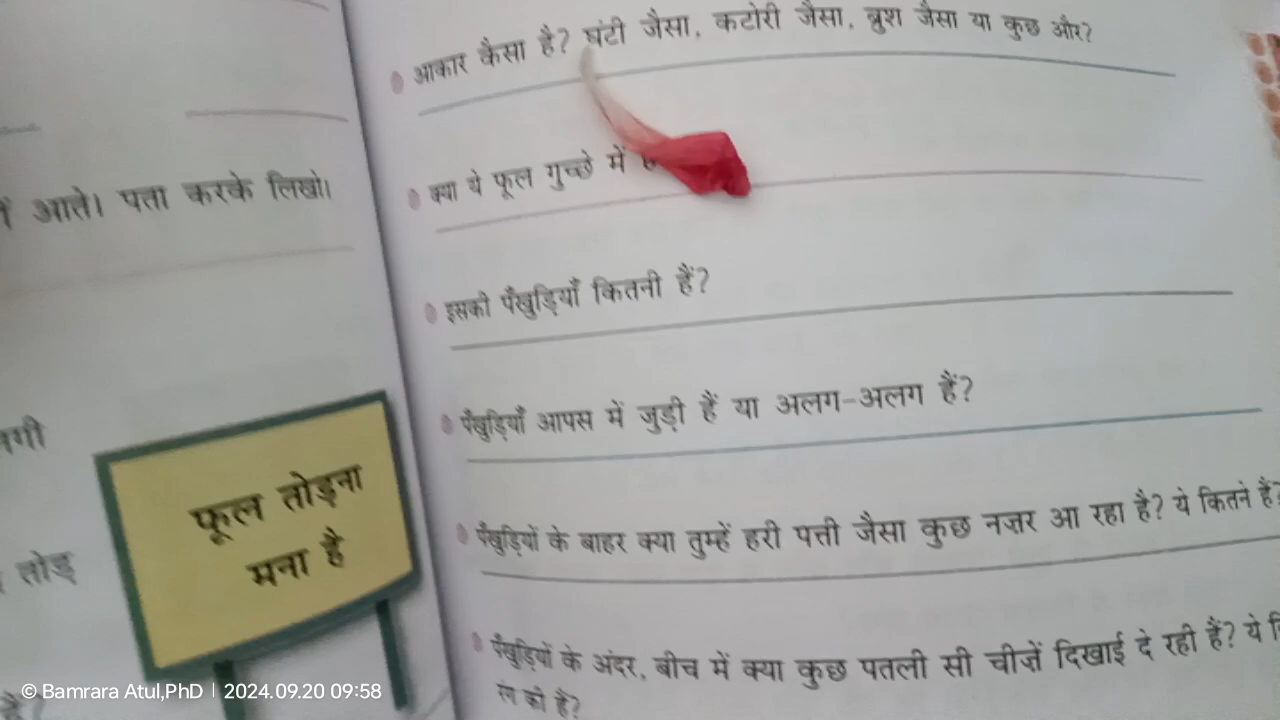 आते। पता करके लिखो।
तोड़
फूल तोड़ना
मना है
आकार कैसा है? घंटी जैसा, कटोरी जैसा, ब्रुश जैसा या कुछ और?
क्या ये फूल गुच्छे में
इसकी पँखुड़ियाँ कितनी हैं?
पँखुड़ियाँ आपस में जुड़ी हैं या अलग-अलग हैं?
पँखुड़ियों के बाहर क्या तुम्हें हरी पत्ती जैसा कुछ नज़र आ रहा है? ये कितने हैं?
पँखुड़ियों के अंदर, बीच में क्या कुछ पतली सी चीज़ें दिखाई दे रही हैं? ये
रंग की है?
© Bamrara Atul,PhD | 2024.09.20 09:58